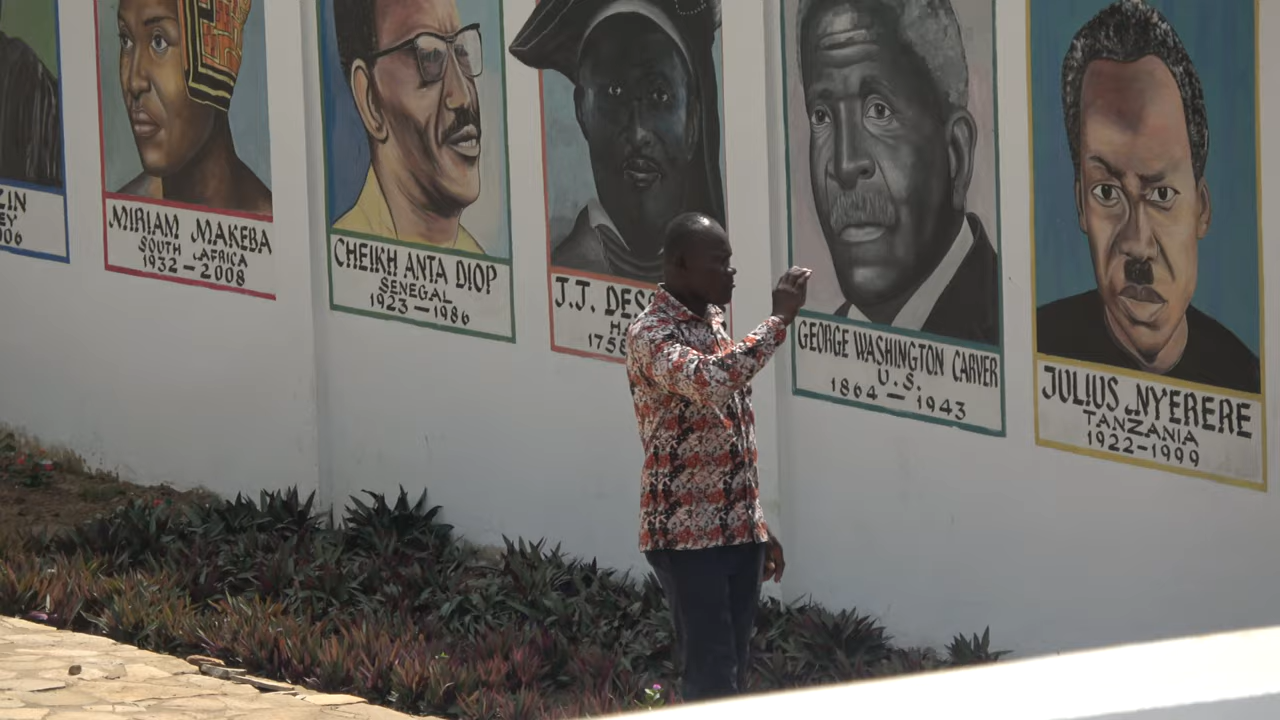 MIRIAM MAKEBA
SOUTH AFRICA
1932-2008
CHEIKH ANTA DIOP
SENEGAL
1923-1986
J.J.
GEORGE WASHINGTON CARVER
U.S.
1864-1943
JULIUS NYERERE
TANZANIA
1922-1999